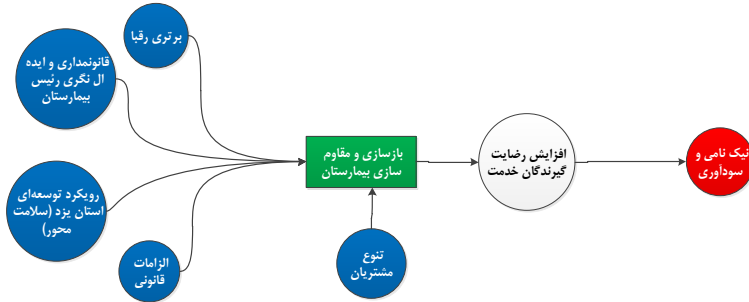 برتری رقبا
قانونمداری و ایده
ال نگری رئیس
بیمارستان
رویکرد توسعه‌ای
استان یزد (سلامت
محور)
الزامات
قانونی
بازسازی و مقاوم
سازی بیمارستان
تنوع
مشتریان
افزایش رضایت
گیرندگان خدمت
نیک نامی و
سودآوری